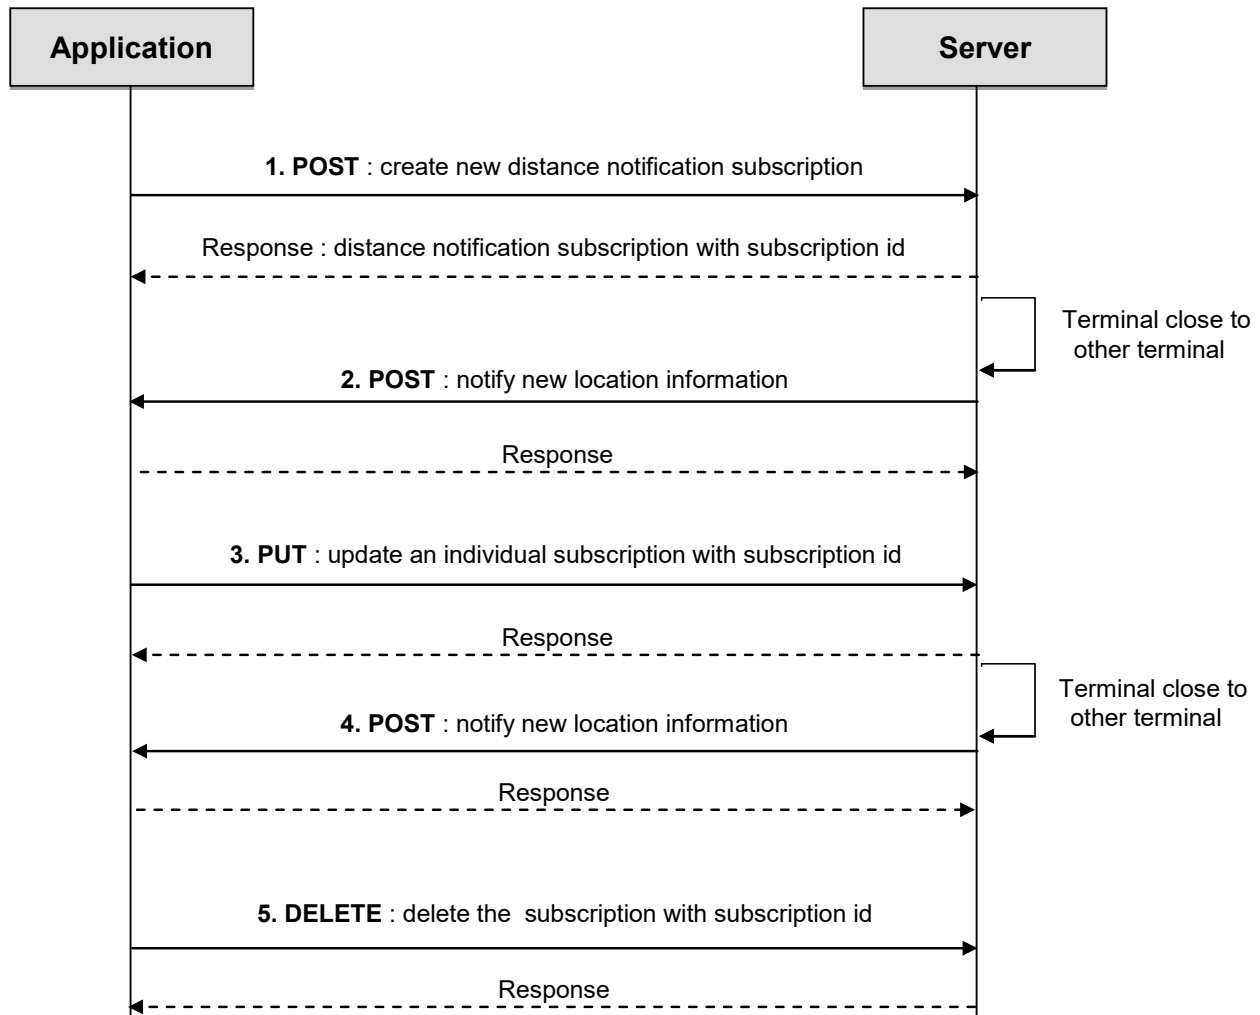 Application
Server
1. POST : create new distance notification subscription
Response : distance notification subscription with subscription id
Terminal close to
other terminal
2. POST : notify new location information
Response
3. PUT : update an individual subscription with subscription id
Response
Terminal close to
other terminal
4. POST : notify new location information
Response
5. DELETE : delete the  subscription with subscription id
Response